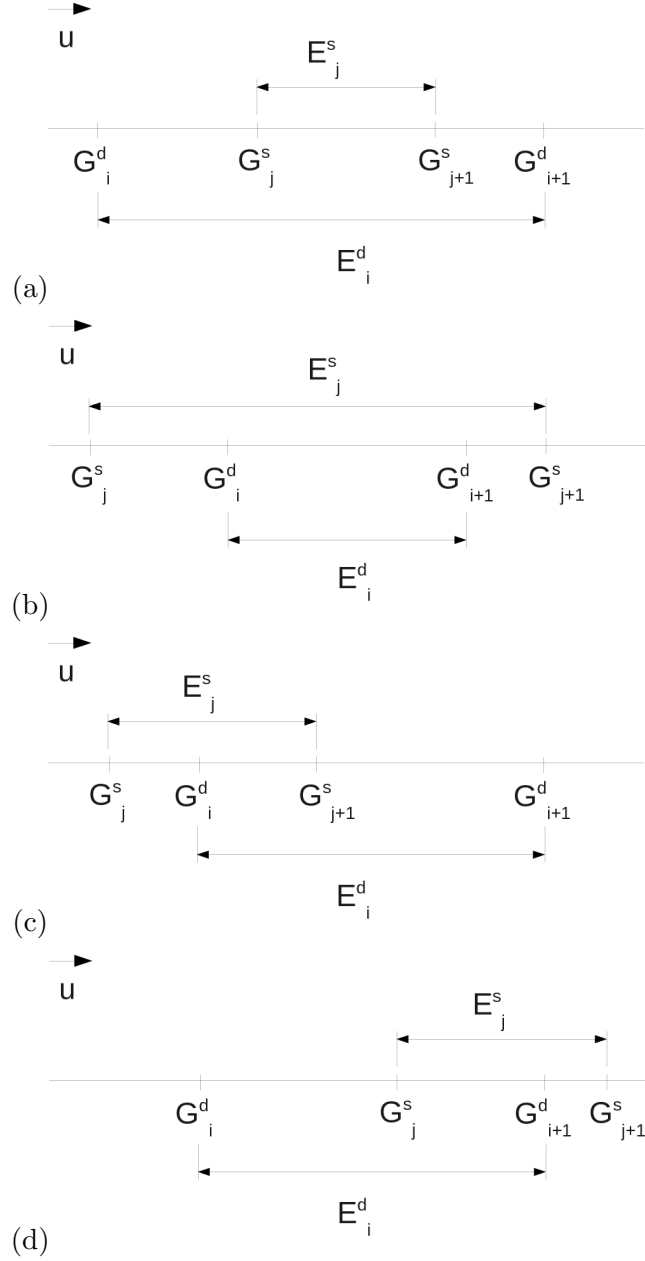 u
E^s_j
G^d_i G^s_j G^s_{j+1} G^d_{i+1}
E^d_i
(a)
u
E^s_j
G^s_j G^d_i G^d_{i+1} G^s_{j+1}
E^d_i
(b)
u
E^s_j
G^s_j G^d_i G^s_{j+1} G^d_{i+1}
E^d_i
(c)
u
E^s_j
G^d_i G^s_j G^d_{i+1} G^s_{j+1}
E^d_i
(d)